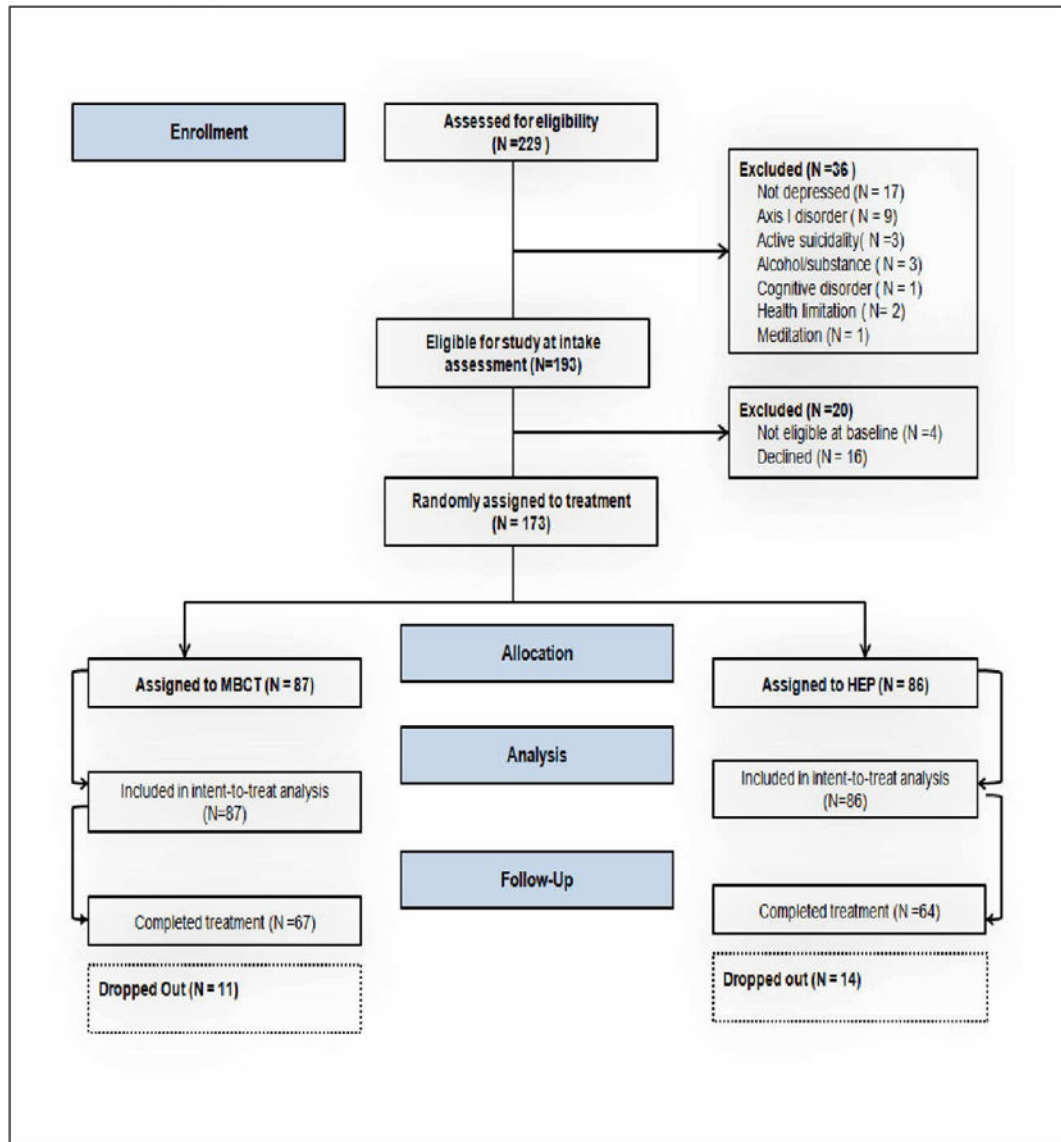 Enrollment
Assessed for eligibility
(N =229 )
Excluded (N =36 )
Not depressed (N = 17)
Axis I disorder ( N = 9)
Active suicidality( N =3)
Alcohol/substance ( N = 3)
Cognitive disorder ( N = 1)
Health limitation ( N= 2)
Meditation (N = 1)
Eligible for study at intake
assessment (N=193)
Excluded (N =20)
Not eligible at baseline (N =4)
Declined (N = 16)
Randomly assigned to treatment
(N = 173)
Allocation
Assigned to MBCT (N = 87)
Assigned to HEP (N = 86)
Analysis
Included in intent-to-treat analysis
(N=87)
Included in intent-to-treat analysis
(N=86)
Follow-Up
Completed treatment (N =67)
Completed treatment (N =64)
Dropped Out (N = 11)
Dropped out (N = 14)